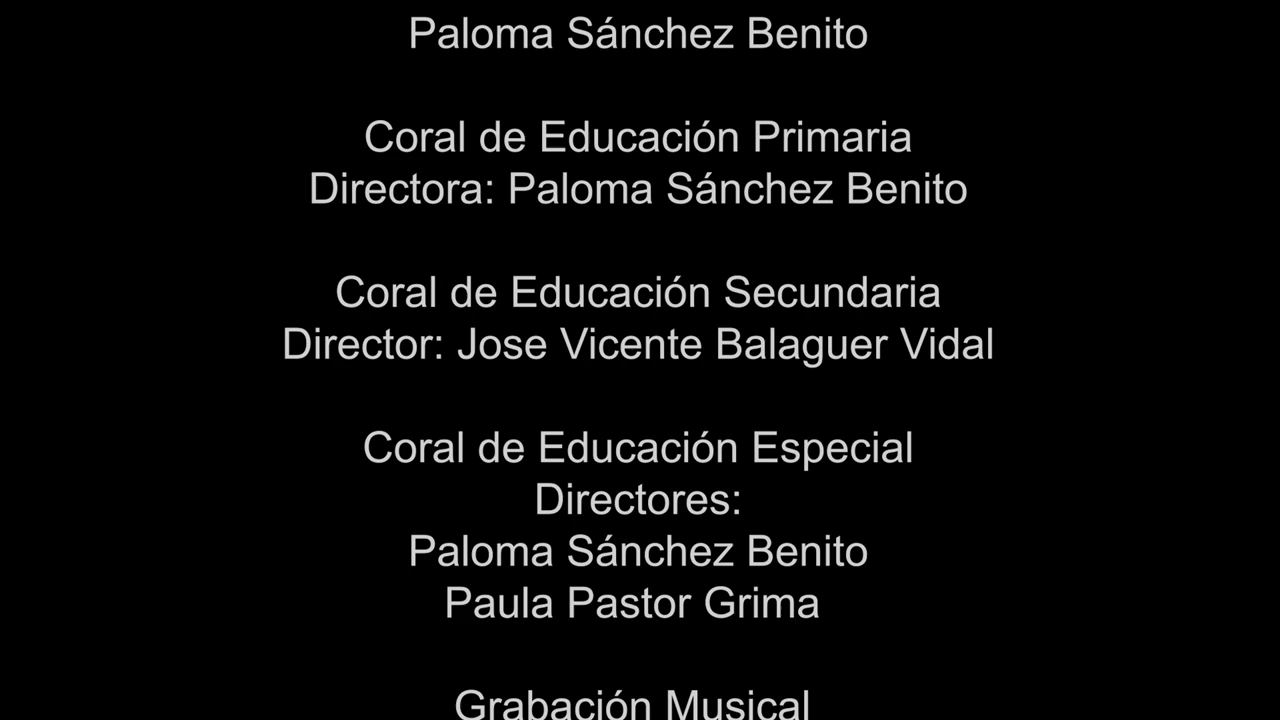 Paloma Sánchez Benito
Coral de Educación Primaria
Directora: Paloma Sánchez Benito
Coral de Educación Secundaria
Director: Jose Vicente Balaguer Vidal
Coral de Educación Especial
Directores:
Paloma Sánchez Benito
Paula Pastor Grima
Grabación Musical